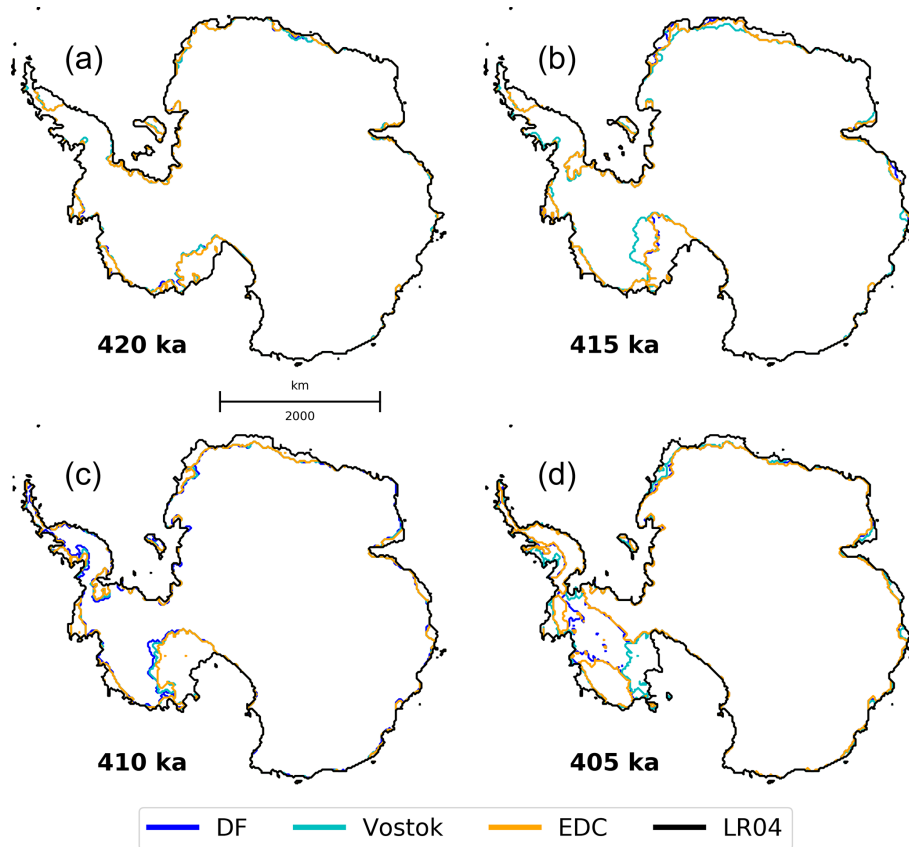 (a)
(b)
420 ka
415 ka
km
2000
(c)
(d)
410 ka
405 ka
DF Vostok EDC LR04